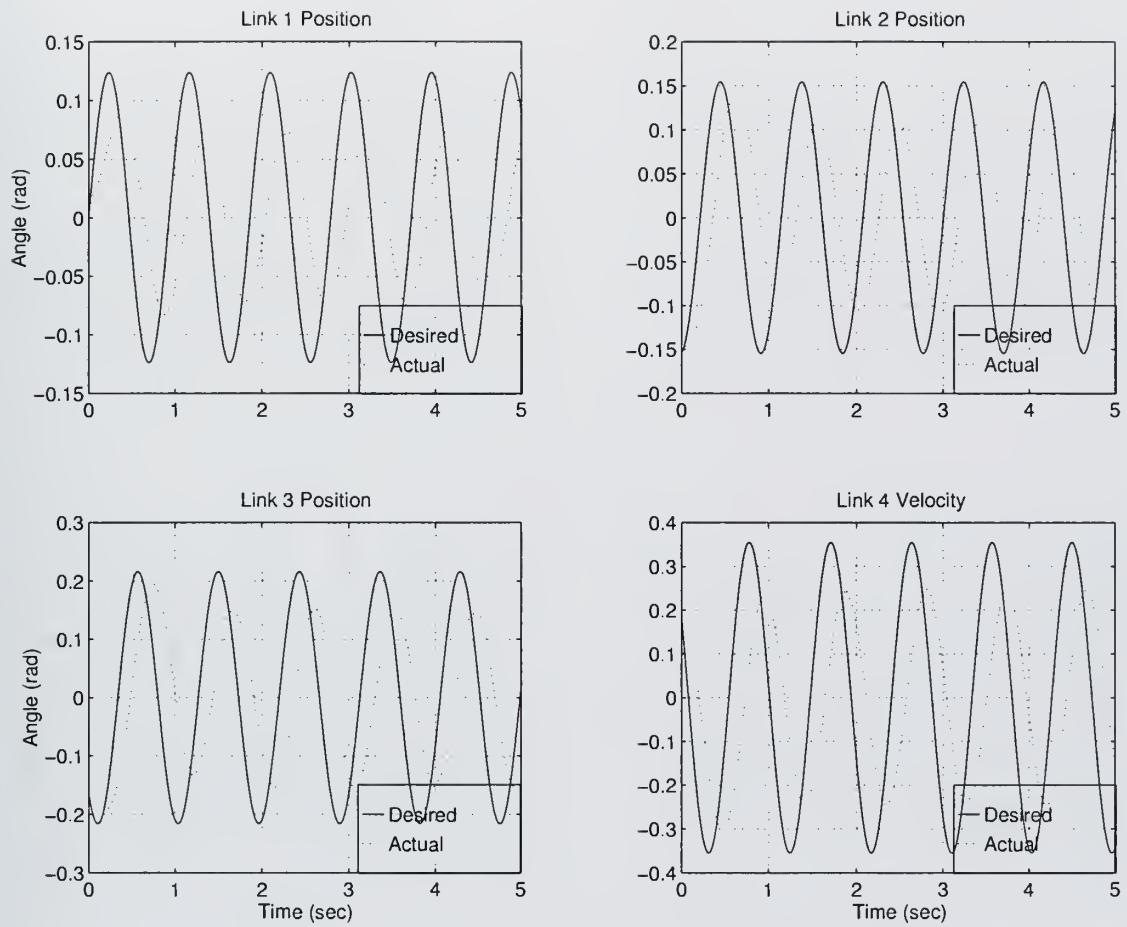 Link 1 Position
0.15
0.1
0.05
0
−0.05
−0.1
−0.15
Angle (rad)
0 1 2 3 4 5
Desired
Actual
Link 2 Position
0.2
0.15
0.1
0.05
0
−0.05
−0.1
−0.15
−0.2
0 1 2 3 4 5
Desired
Actual
Link 3 Position
0.3
0.2
0.1
0
−0.1
−0.2
−0.3
Angle (rad)
0 1 2 3 4 5
Time (sec)
Desired
Actual
Link 4 Velocity
0.4
0.3
0.2
0.1
0
−0.1
−0.2
−0.3
−0.4
0 1 2 3 4 5
Time (sec)
Desired
Actual